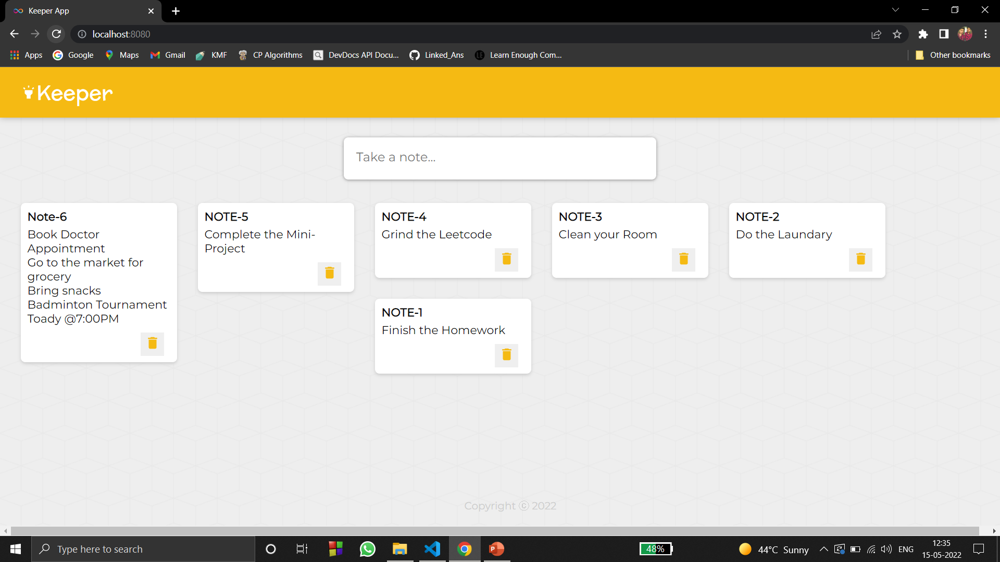 Keeper App
localhost:8080
Apps Google Maps Gmail KMF CP Algorithms DevDocs API Docu... Linked_Ans LE Learn Enough Com... Other bookmarks
Keeper
Take a note...
Note-6
Book Doctor
Appointment
Go to the market for
grocery
Bring snacks
Badminton Tournament
Toady @7:00PM
NOTE-5
Complete the Mini-
Project
NOTE-4
Grind the Leetcode
NOTE-3
Clean your Room
NOTE-2
Do the Laundary
NOTE-1
Finish the Homework
Copyright ⓒ 2022
Type here to search
P
48%
44°C Sunny
ENG
12:35
15-05-2022